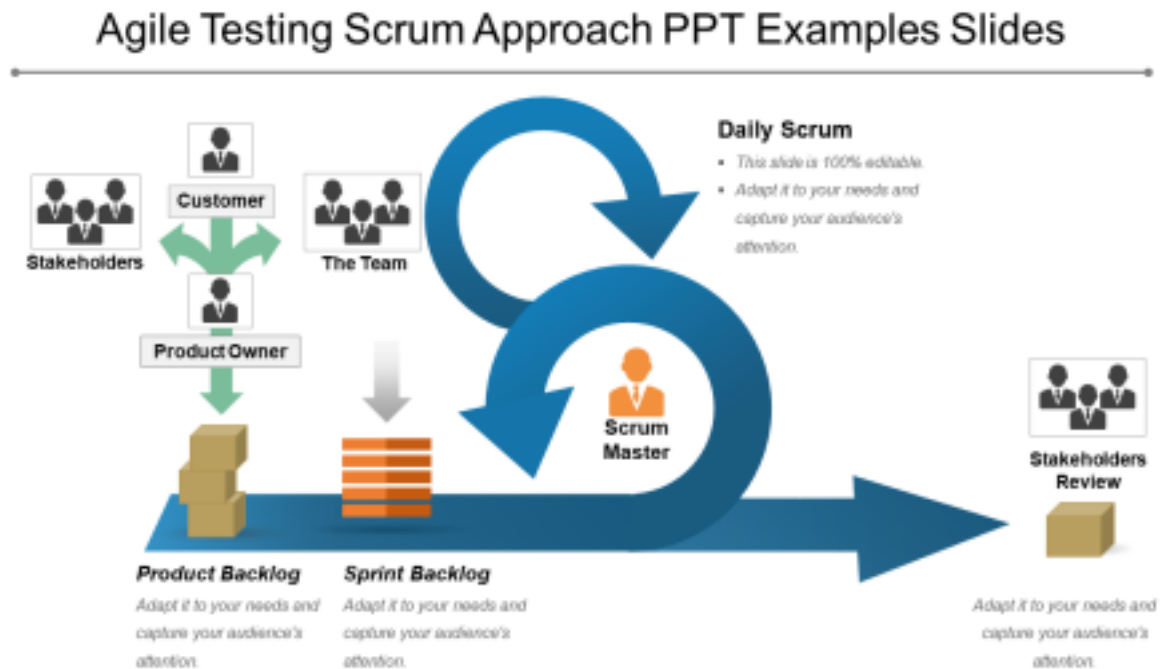 Agile Testing Scrum Approach PPT Examples Slides
Customer
Stakeholders
The Team
Product Owner
Daily Scrum
• This slide is 100% editable.
• Adapt it to your needs and
capture your audience's
attention.
Scrum
Master
Stakeholders
Review
Product Backlog
Adapt it to your needs and
capture your audience's
attention.
Sprint Backlog
Adapt it to your needs and
capture your audience's
attention.
Adapt it to your needs and
capture your audience's
attention.